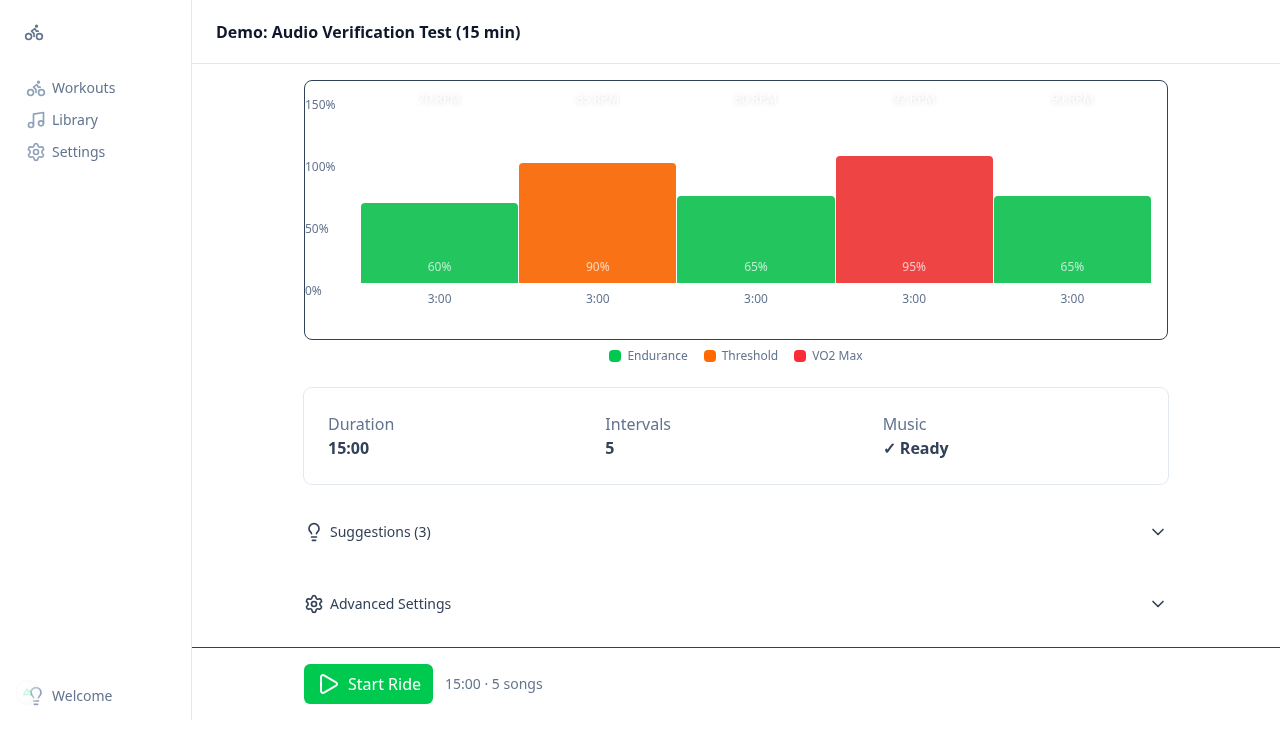 Demo: Audio Verification Test (15 min)
Workouts
Library
Settings
Welcome
150%
100%
50%
0%
60%
90%
65%
95%
65%
3:00
3:00
3:00
3:00
3:00
Endurance
Threshold
VO2 Max
Duration
15:00
Intervals
5
Music
✓ Ready
Suggestions (3)
Advanced Settings
Start Ride
15:00 · 5 songs